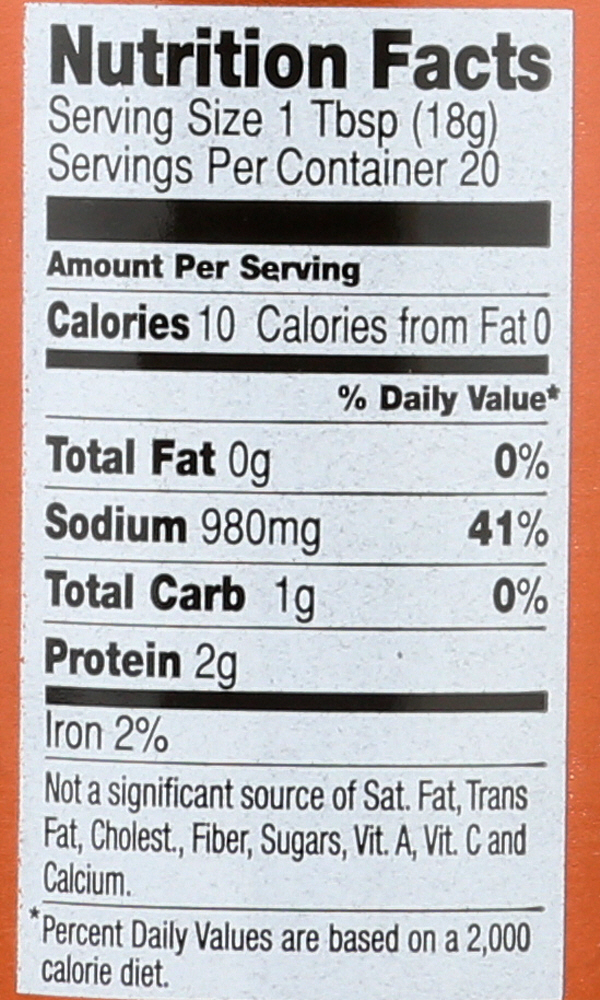 Nutrition Facts
Serving Size 1 Tbsp (18g)
Servings Per Container 20
Amount Per Serving
Calories 10 Calories from Fat 0
% Daily Value*
Total Fat 0g 0%
Sodium 980mg 41%
Total Carb 1g 0%
Protein 2g
Iron 2%
Not a significant source of Sat. Fat, Trans
Fat, Cholest., Fiber, Sugars, Vit. A, Vit. C and
Calcium.
*Percent Daily Values are based on a 2,000
calorie diet.